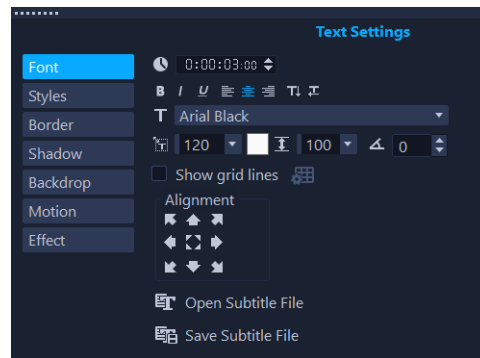 Text Settings
Font
Styles
Border
Shadow
Backdrop
Motion
Effect
0:00:03:00
B I U
T Arial Black
120 100 0
Show grid lines
Alignment
Open Subtitle File
Save Subtitle File